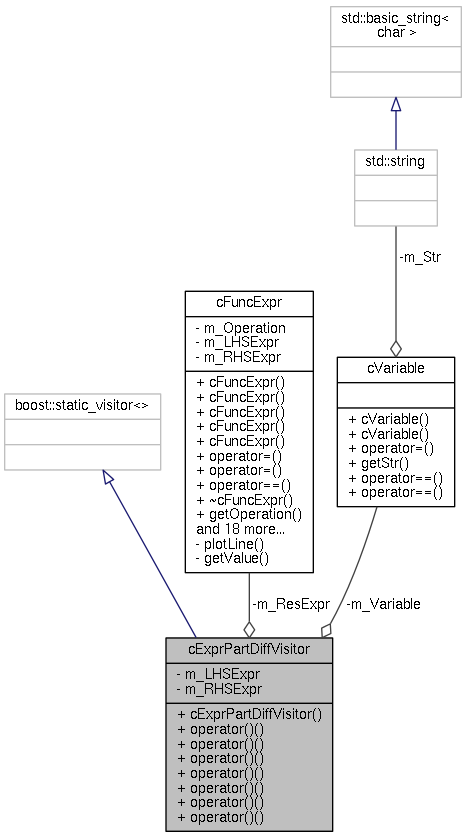 std::basic_string<
char >
std::string
-m_Str
cFuncExpr
- m_Operation
- m_LHSExpr
- m_RHSExpr
+ cFuncExpr()
+ cFuncExpr()
+ cFuncExpr()
+ cFuncExpr()
+ cFuncExpr()
+ operator=()
+ operator=()
+ operator==()
+ ~cFuncExpr()
+ getOperation()
and 18 more...
- plotLine()
- getValue()
cVariable
+ cVariable()
+ cVariable()
+ operator=()
+ getStr()
+ operator==()
+ operator==()
boost::static_visitor<>
-m_ResExpr
-m_Variable
cExprPartDiffVisitor
- m_LHSExpr
- m_RHSExpr
+ cExprPartDiffVisitor()
+ operator()()
+ operator()()
+ operator()()
+ operator()()
+ operator()()
+ operator()()
+ operator()()